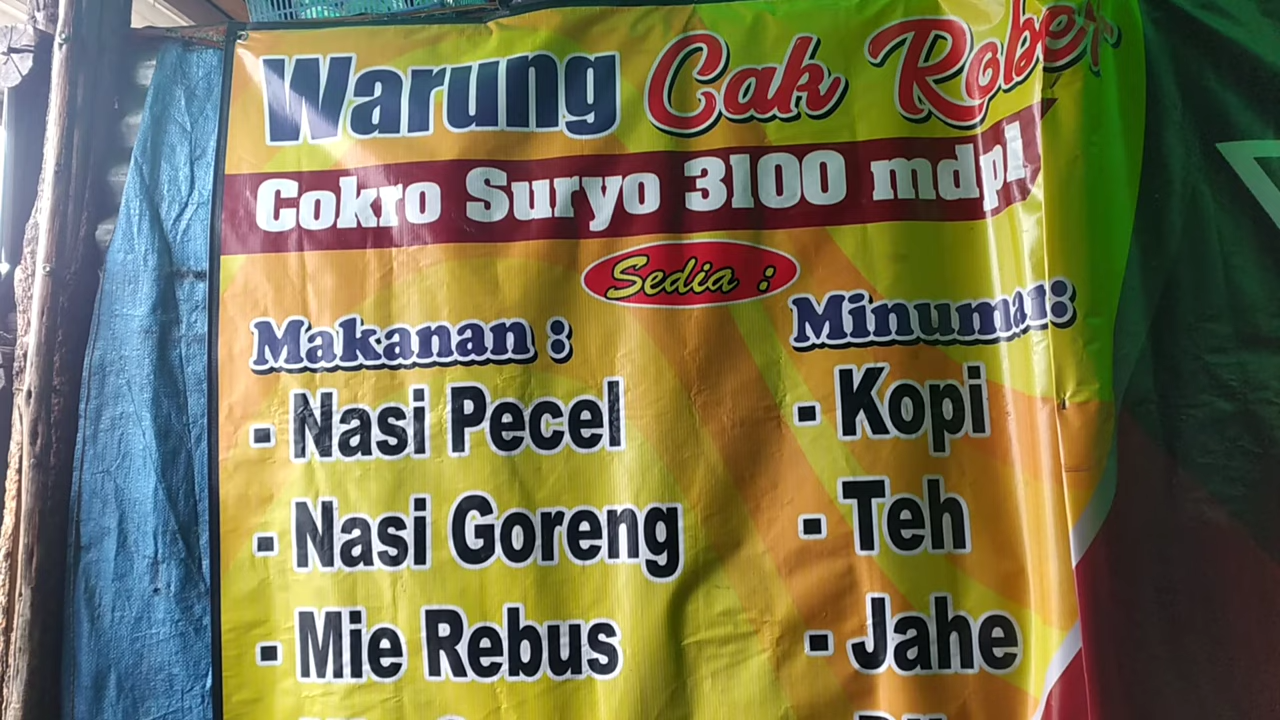 Warung Cak Rober
Cokro Suryo 3100 mdpl
Sedia :
Makanan :
- Nasi Pecel
- Nasi Goreng
- Mie Rebus
Minuman:
- Kopi
- Teh
- Jahe